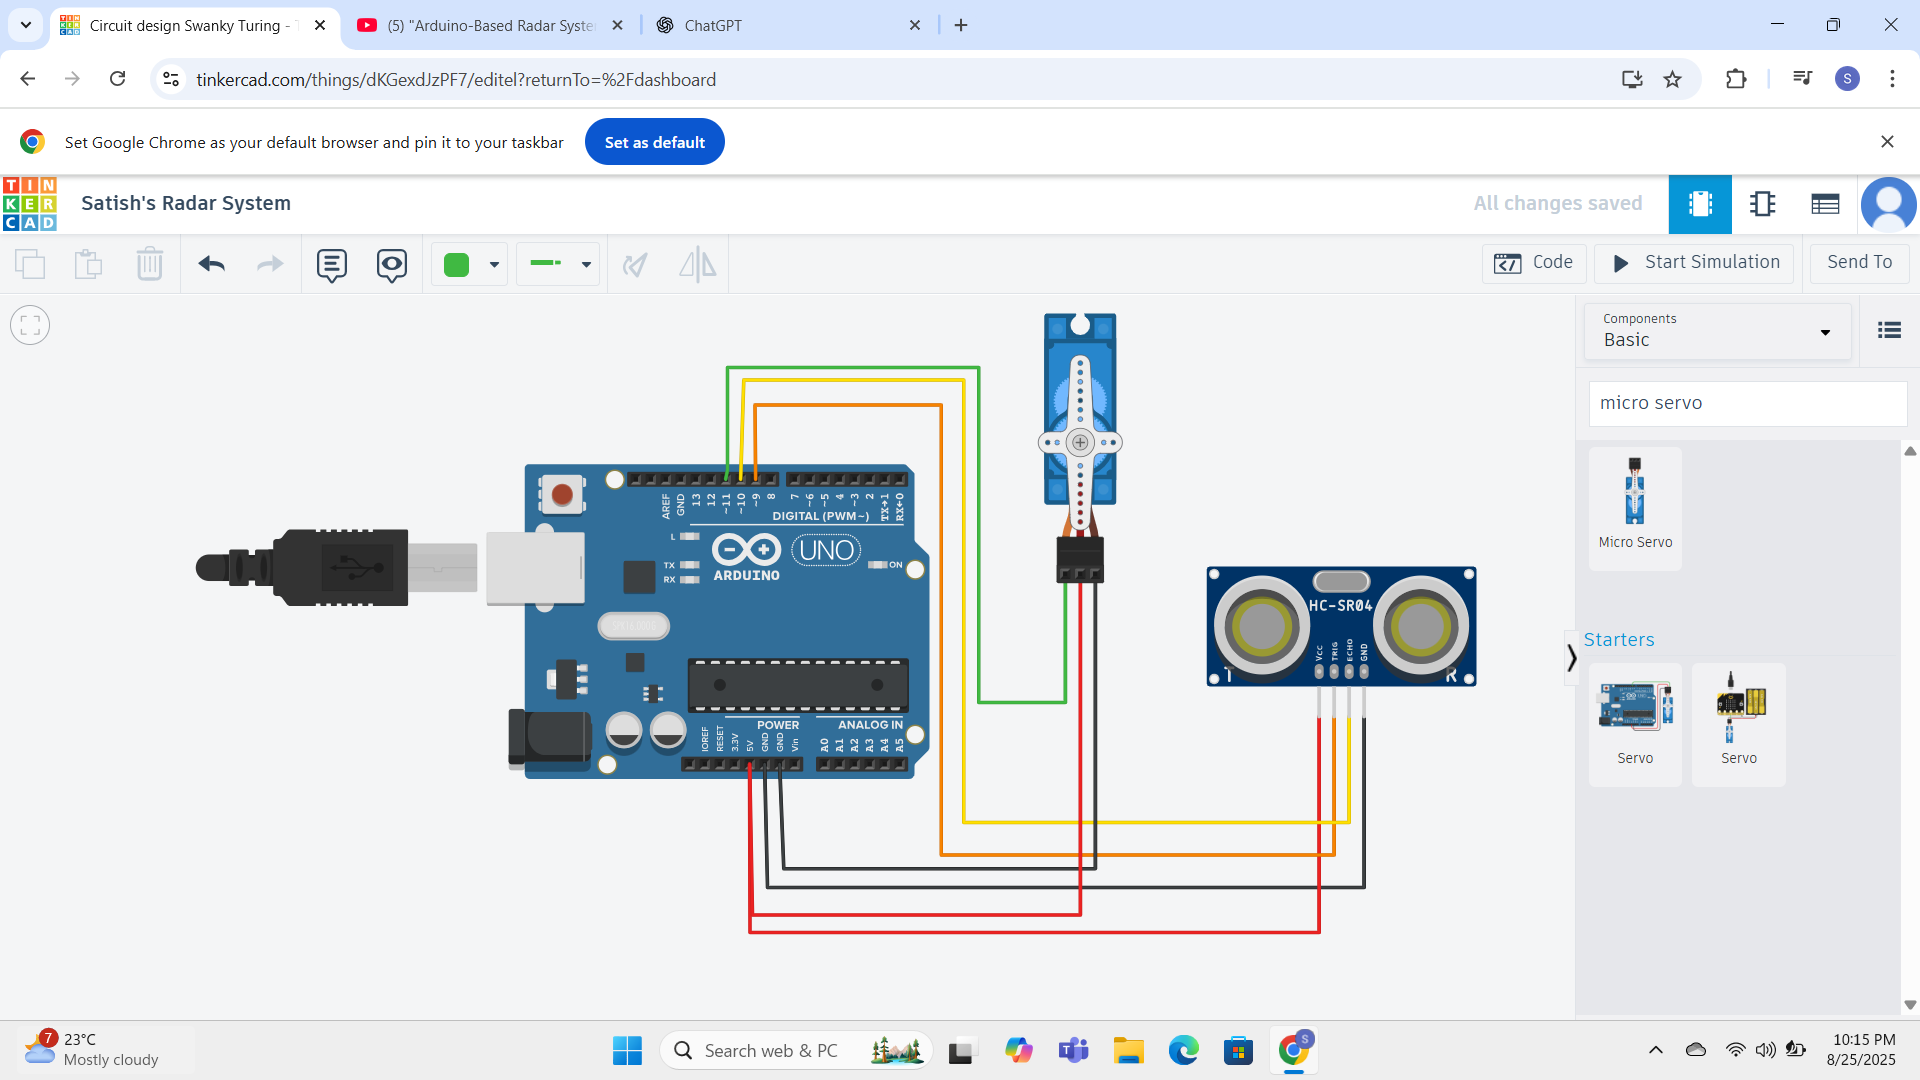 Circuit design Swanky Turing - T
(5) "Arduino-Based Radar Syste
ChatGPT
tinkercad.com/things/dKGexdJzPF7/editel?returnTo=%2Fdashboard
S
Set Google Chrome as your default browser and pin it to your taskbar
Set as default
TIN
KER
CAD
Satish's Radar System
All changes saved
Code
Start Simulation
Send To
Components
Basic
micro servo
Micro Servo
Starters
Servo
Servo
AREF
GND
13
12
~11
~10
~9
8
7
~6
~5
4
~3
2
TX→1
RX←0
DIGITAL (PWM~)
L
TX
RX
ARDUINO
UNO
ON
POWER
ANALOG IN
IOREF
RESET
3.3V
5V
GND
GND
Vin
A0
A1
A2
A3
A4
A5
HC-SR04
Vcc
TRIG
ECHO
GND
T
R
7
23°C
Mostly cloudy
Search web & PC
S
10:15 PM
8/25/2025